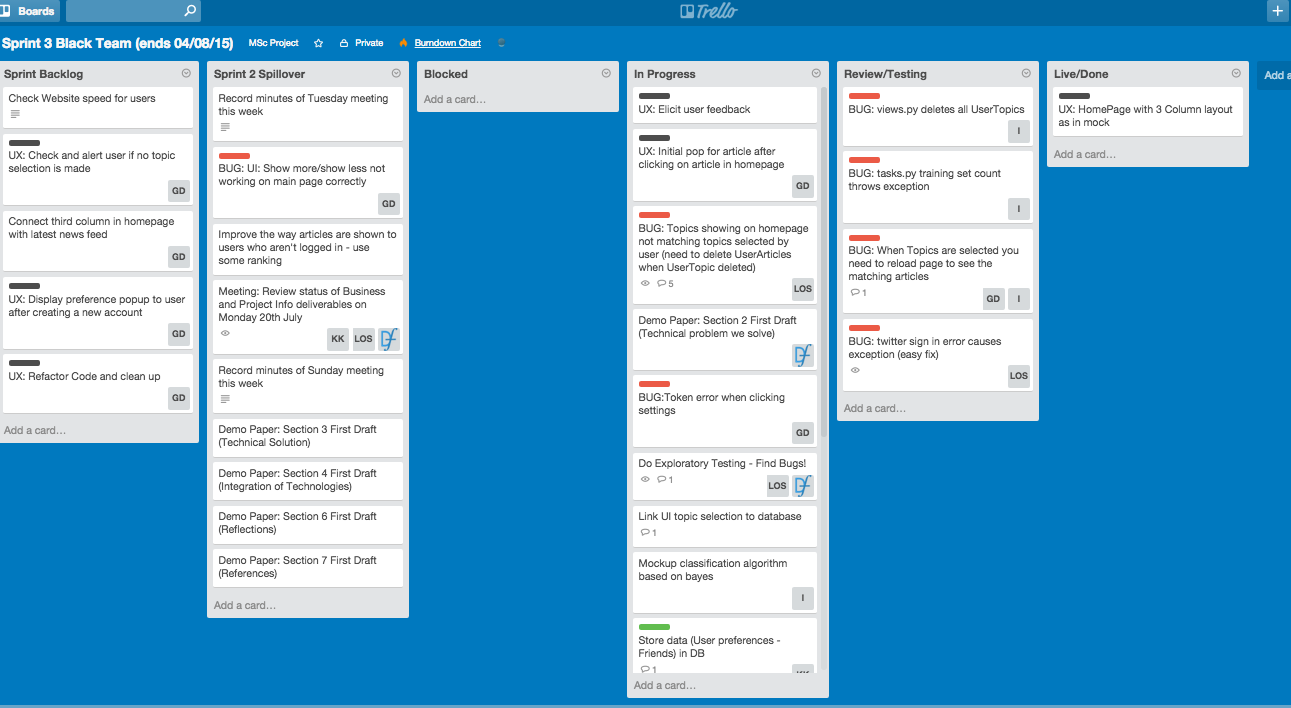 Boards
Trello
+
Sprint 3 Black Team (ends 04/08/15)
MSc Project
Private
Burndown Chart
Sprint Backlog
Check Website speed for users
UX: Check and alert user if no topic
selection is made
GD
Connect third column in homepage
with latest news feed
GD
UX: Display preference popup to user
after creating a new account
GD
UX: Refactor Code and clean up
GD
Add a card…
Sprint 2 Spillover
Record minutes of Tuesday meeting
this week
BUG: UI: Show more/show less not
working on main page correctly
GD
Improve the way articles are shown to
users who aren't logged in - use
some ranking
Meeting: Review status of Business
and Project Info deliverables on
Monday 20th July
KK LOS Df
Record minutes of Sunday meeting
this week
Demo Paper: Section 3 First Draft
(Technical Solution)
Demo Paper: Section 4 First Draft
(Integration of Technologies)
Demo Paper: Section 6 First Draft
(Reflections)
Demo Paper: Section 7 First Draft
(References)
Add a card…
Blocked
Add a card…
In Progress
UX: Elicit user feedback
UX: Initial pop for article after
clicking on article in homepage
GD
BUG: Topics showing on homepage
not matching topics selected by
user (need to delete UserArticles
when UserTopic deleted)
5
LOS
Demo Paper: Section 2 First Draft
(Technical problem we solve)
Df
BUG:Token error when clicking
settings
GD
Do Exploratory Testing - Find Bugs!
1
LOS Df
Link UI topic selection to database
1
Mockup classification algorithm
based on bayes
I
Store data (User preferences -
Friends) in DB
1
KK
Add a card…
Review/Testing
BUG: views.py deletes all UserTopics
I
BUG: tasks.py training set count
throws exception
I
BUG: When Topics are selected you
need to reload page to see the
matching articles
1
GD I
BUG: twitter sign in error causes
exception (easy fix)
LOS
Add a card…
Live/Done
UX: HomePage with 3 Column layout
as in mock
Add a card…
Add a